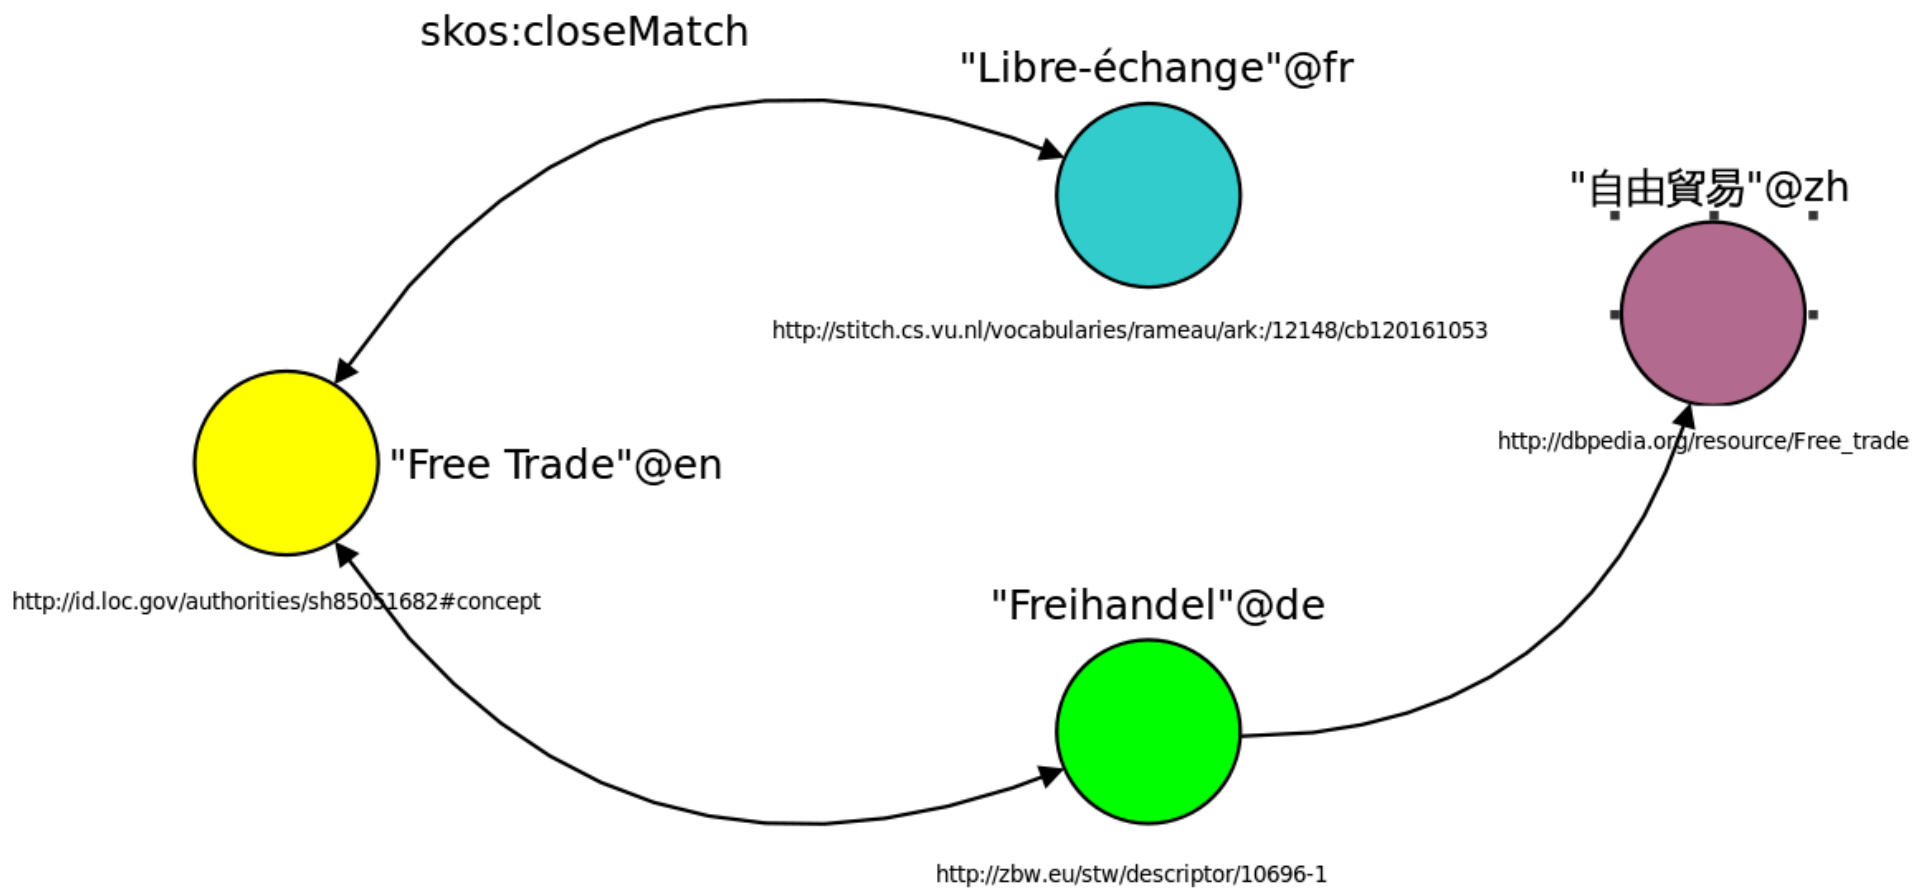 skos:closeMatch
"Libre-échange"@fr
http://stitch.cs.vu.nl/vocabularies/rameau/ark:/12148/cb120161053
"自由貿易"@zh
http://dbpedia.org/resource/Free_trade
"Free Trade"@en
http://id.loc.gov/authorities/sh85051682#concept
"Freihandel"@de
http://zbw.eu/stw/descriptor/10696-1